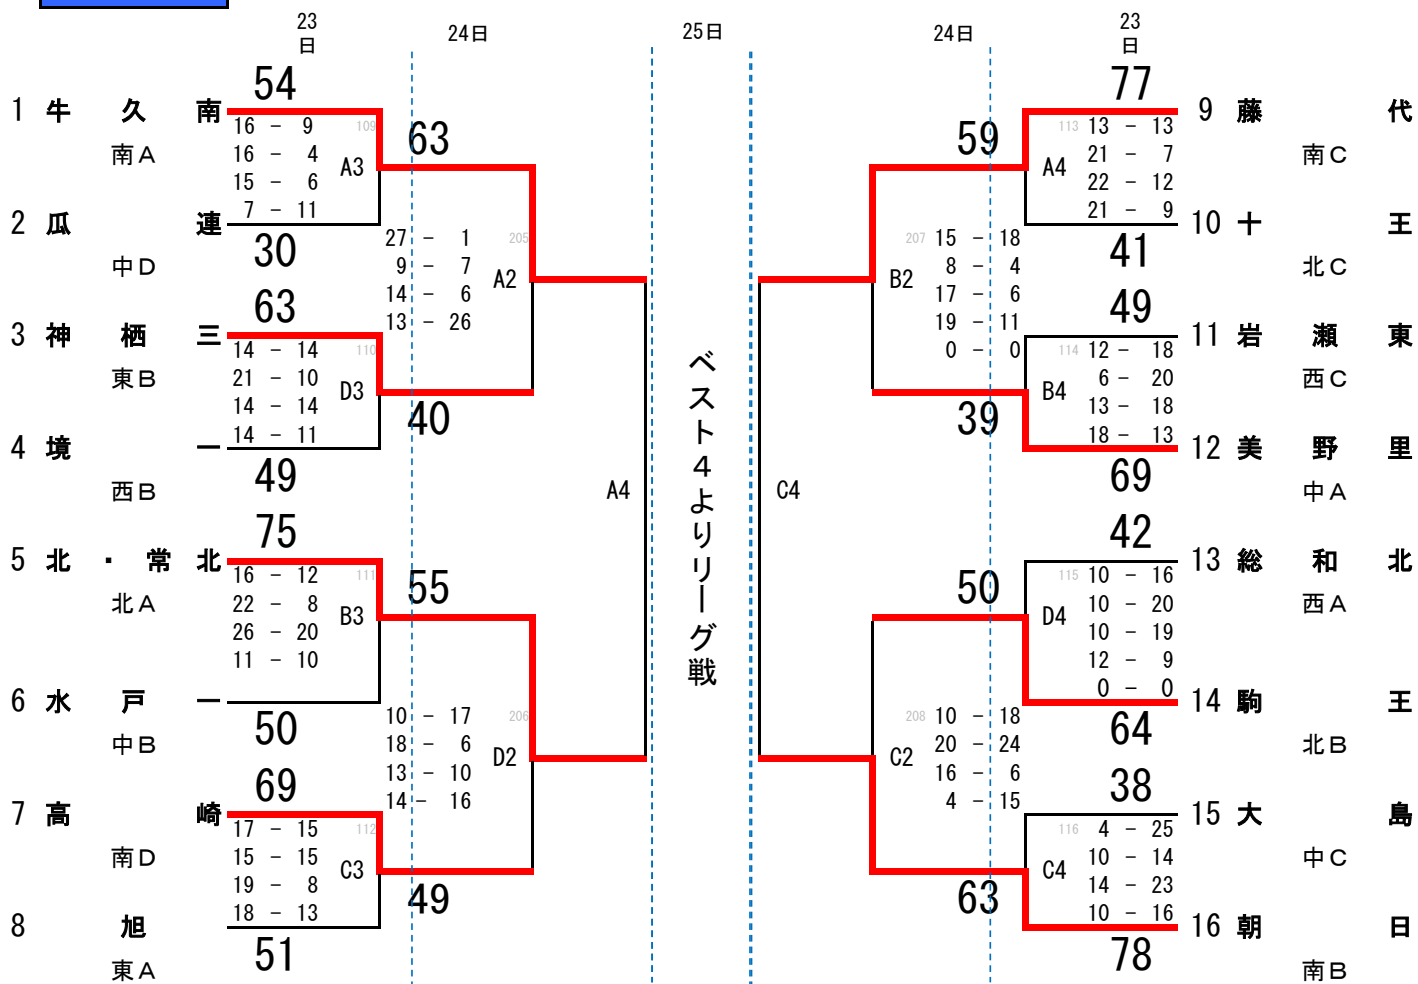 23
日
24日
25日
24日
23
日
54
1 牛 久 南
南A
16 - 9
16 - 4
15 - 6
7 - 11
109
A3
2 瓜 連
中D
30
63
27 - 1
9 - 7
14 - 6
13 - 26
205
A2
63
3 神 栖 三
東B
14 - 14
21 - 10
14 - 14
14 - 11
110
D3
4 境 一
西B
49
40
75
5 北 ・ 常 北
北A
16 - 12
22 - 8
26 - 20
11 - 10
111
B3
6 水 戸 一
中B
50
55
10 - 17
18 - 6
13 - 10
14 - 16
206
D2
69
7 高 崎
南D
17 - 15
15 - 15
19 - 8
18 - 13
112
C3
8 旭
東A
51
49
A4
ベスト4よりリーグ戦
C4
77
9 藤 代
南C
113
13 - 13
21 - 7
22 - 12
21 - 9
A4
10 十 王
北C
41
59
207
15 - 18
8 - 4
17 - 6
19 - 11
0 - 0
B2
49
11 岩 瀬 東
西C
114
12 - 18
6 - 20
13 - 18
18 - 13
B4
12 美 野 里
中A
69
39
42
13 総 和 北
西A
115
10 - 16
10 - 20
10 - 19
12 - 9
0 - 0
D4
14 駒 王
北B
64
50
208
10 - 18
20 - 24
16 - 6
4 - 15
C2
38
15 大 島
中C
116
4 - 25
10 - 14
14 - 23
10 - 16
C4
16 朝 日
南B
78
63